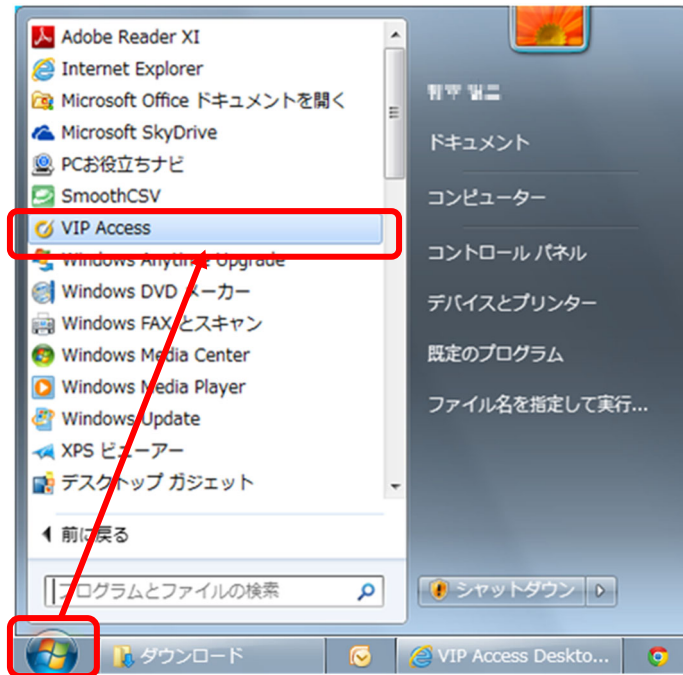 Adobe Reader XI
Internet Explorer
Microsoft Office ドキュメントを開く
Microsoft SkyDrive
PCお役立ちナビ
SmoothCSV
VIP Access
Windows Anytime Upgrade
Windows DVD メーカー
Windows FAX とスキャン
Windows Media Center
Windows Media Player
Windows Update
XPS ビューアー
デスクトップ ガジェット
前に戻る
プログラムとファイルの検索
ドキュメント
コンピューター
コントロール パネル
デバイスとプリンター
既定のプログラム
ファイル名を指定して実行...
シャットダウン
ダウンロード
VIP Access Deskto...